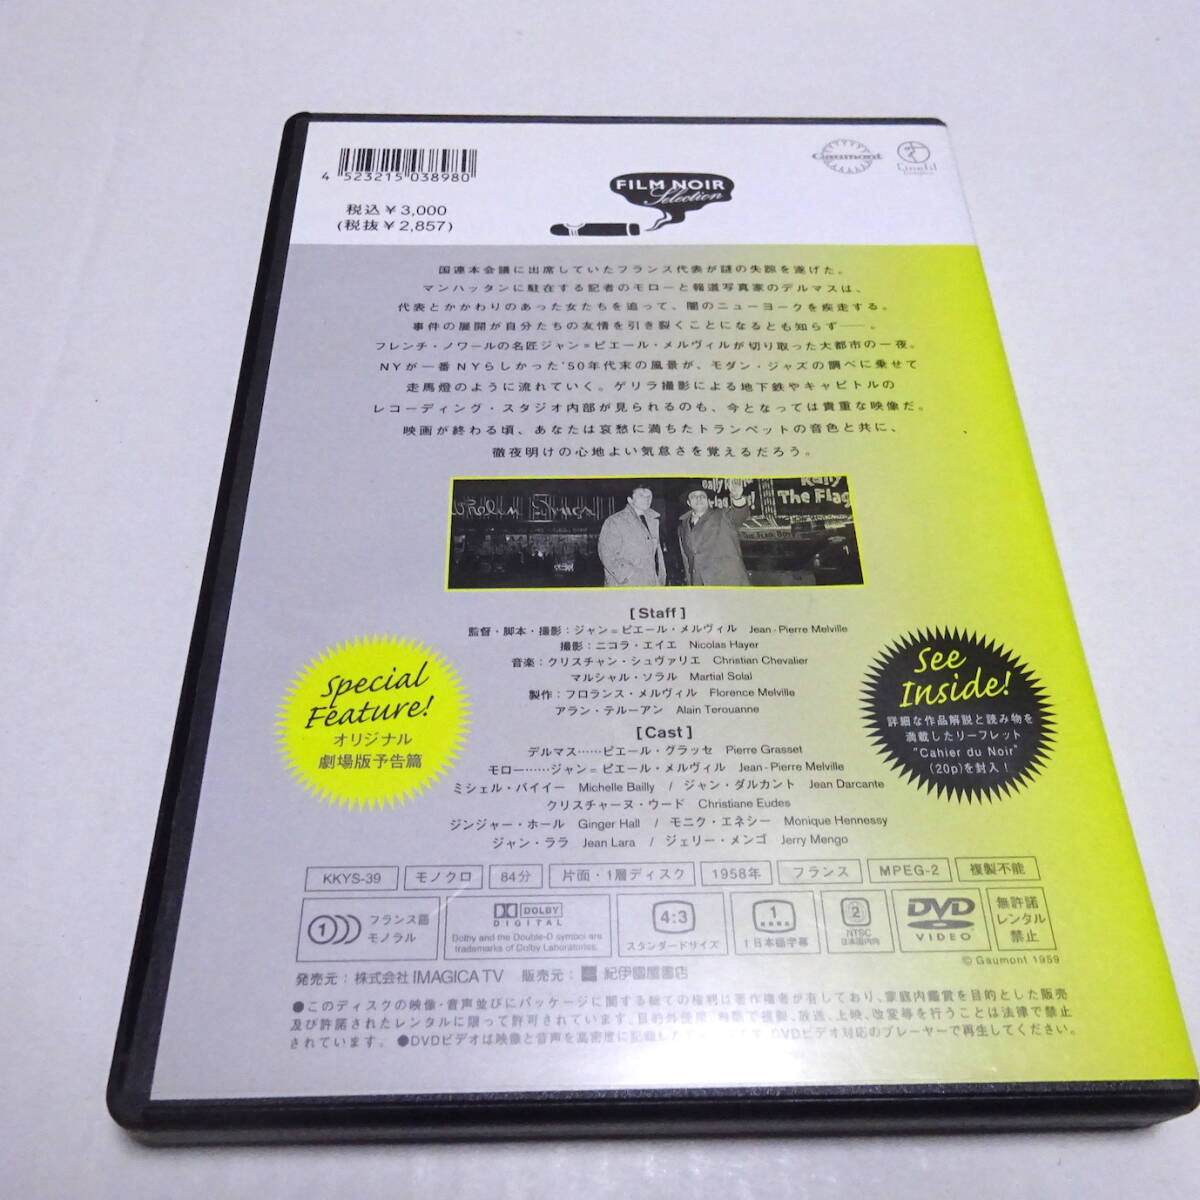 4 523215 038980
税込￥3,000
(税抜￥2,857)
FILM NOIR
Selection
Gaumont
Cinefil
国連本会議に出席していたフランス代表が謎の失踪を遂げた。
マンハッタンに駐在する記者のモローと報道写真家のデルマスは、
代表とかかわりのあった女たちを追って、闇のニューヨークを疾走する。
事件の展開が自分たちの友情を引き裂くことになるとも知らず──。
フレンチ・ノワールの名匠ジャン＝ピエール・メルヴィルが切り取った大都市の一夜。
NYが一番NYらしかった'50年代末の風景が、モダン・ジャズの調べに乗せて
走馬燈のように流れていく。ゲリラ撮影による地下鉄やキャピトルの
レコーディング・スタジオ内部が見られるのも、今となっては貴重な映像だ。
映画が終わる頃、あなたは哀愁に満ちたトランペットの音色と共に、
徹夜明けの心地よい気怠さを覚えるだろう。
The Flag
[Staff]
監督・脚本・撮影：ジャン＝ピエール・メルヴィル Jean-Pierre Melville
撮影：ニコラ・エイエ Nicolas Hayer
音楽：クリスチャン・シュヴァリエ Christian Chevalier
マルシャル・ソラル Martial Solal
製作：フロランス・メルヴィル Florence Melville
アラン・テルーアン Alain Terouanne
[Cast]
デルマス……ピエール・グラッセ Pierre Grasset
モロー……ジャン＝ピエール・メルヴィル Jean-Pierre Melville
ミシェル・バイイー Michelle Bailly / ジャン・ダルカント Jean Darcante
クリスチャーヌ・ウード Christiane Eudes
ジンジャー・ホール Ginger Hall / モニク・エネシー Monique Hennessy
ジャン・ララ Jean Lara / ジェリー・メンゴ Jerry Mengo
Special
Feature!
オリジナル
劇場版予告篇
See
Inside!
詳細な作品解説と読み物を
満載したリーフレット
"Cahier du Noir"
(20p)を封入！
KKYS-39 モノクロ 84分 片面・1層ディスク 1958年 フランス MPEG-2 複製不能
1 フランス語
モノラル
DOLBY
DIGITAL
Dolby and the Double-D symbol are
trademarks of Dolby Laboratories.
4:3
スタンダードサイズ
1
1日本語字幕
2
NTSC
日本国内向
DVD
VIDEO
無許諾
レンタル
禁止
© Gaumont 1959
発売元：株式会社IMAGICA TV 販売元：紀伊國屋書店
●このディスクの映像・音声並びにパッケージに関する総ての権利は著作権者が有しており、家庭内鑑賞を目的とした販売
及び許諾されたレンタルに限って許可されています。目的外使用、無断で複製、放送、上映、改変等を行うことは法律で禁止
されています。 ●DVDビデオは映像と音声を高密度に記録したディスクです。DVDビデオ対応のプレーヤーで再生してください。